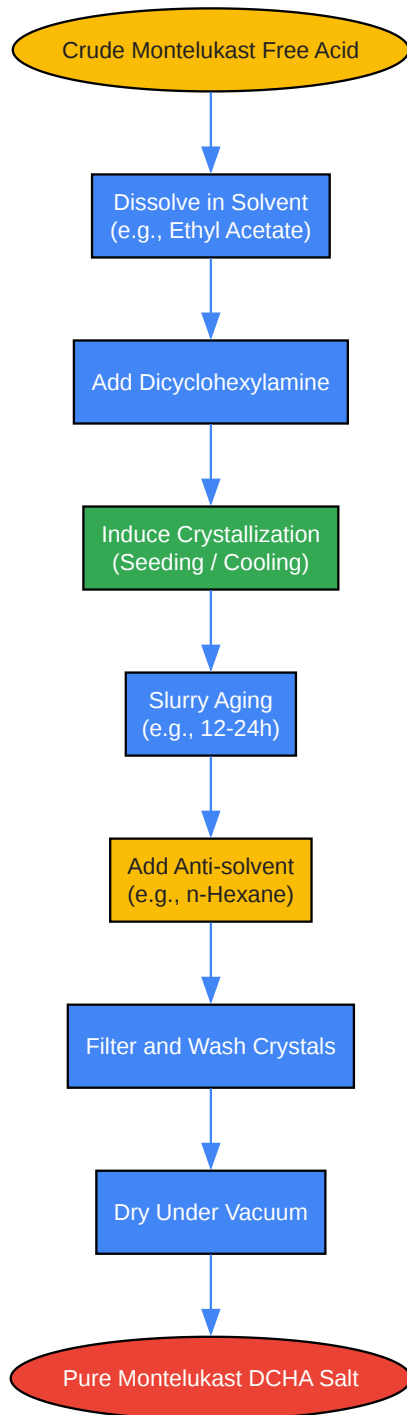 Crude Montelukast Free Acid
Dissolve in Solvent
(e.g., Ethyl Acetate)
Add Dicyclohexylamine
Induce Crystallization
(Seeding / Cooling)
Slurry Aging
(e.g., 12-24h)
Add Anti-solvent
(e.g., n-Hexane)
Filter and Wash Crystals
Dry Under Vacuum
Pure Montelukast DCHA Salt